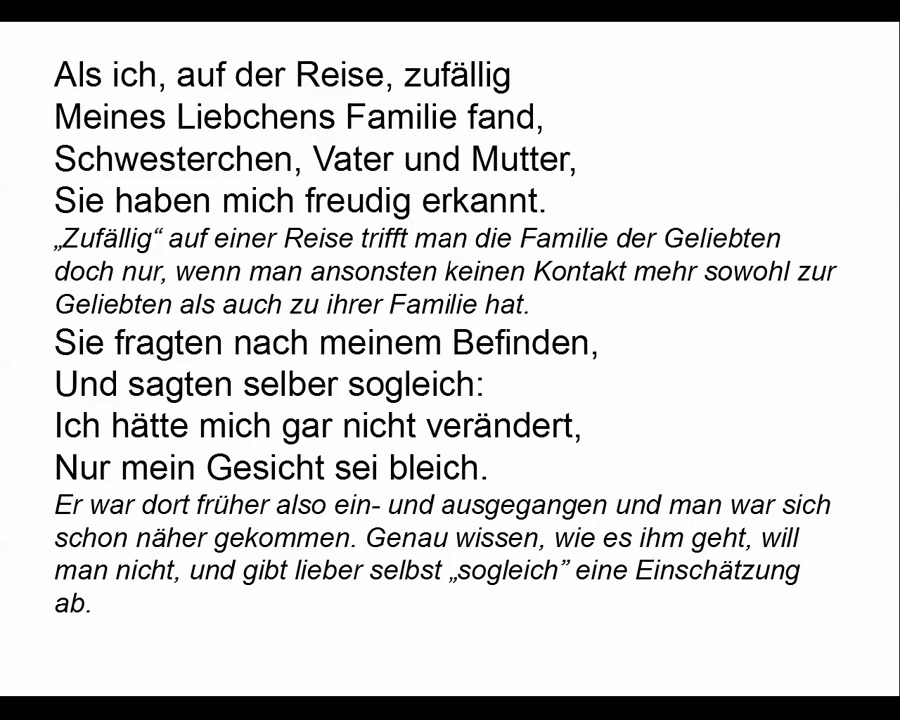 Als ich, auf der Reise, zufällig
Meines Liebchens Familie fand,
Schwesterchen, Vater und Mutter,
Sie haben mich freudig erkannt.
„Zufällig“ auf einer Reise trifft man die Familie der Geliebten
doch nur, wenn man ansonsten keinen Kontakt mehr sowohl zur
Geliebten als auch zu ihrer Familie hat.
Sie fragten nach meinem Befinden,
Und sagten selber sogleich:
Ich hätte mich gar nicht verändert,
Nur mein Gesicht sei bleich.
Er war dort früher also ein- und ausgegangen und man war sich
schon näher gekommen. Genau wissen, wie es ihm geht, will
man nicht, und gibt lieber selbst „sogleich” eine Einschätzung
ab.